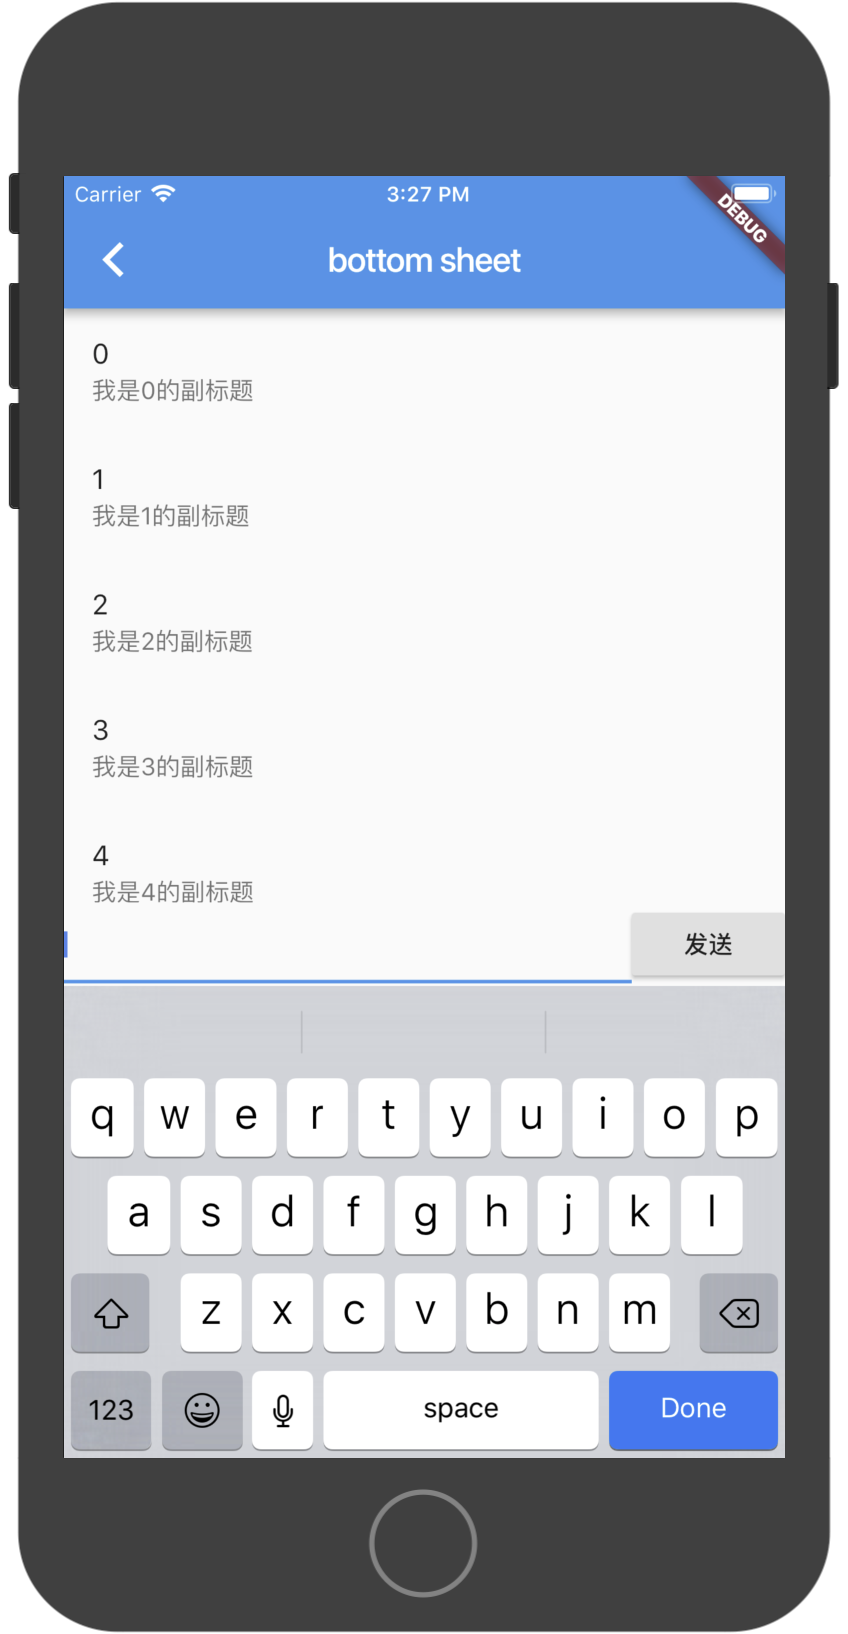 Carrier 3:27 PM
DEBUG
bottom sheet
0
我是0的副标题
1
我是1的副标题
2
我是2的副标题
3
我是3的副标题
4
我是4的副标题
发送
q w e r t y u i o p
a s d f g h j k l
z x c v b n m
123 space Done